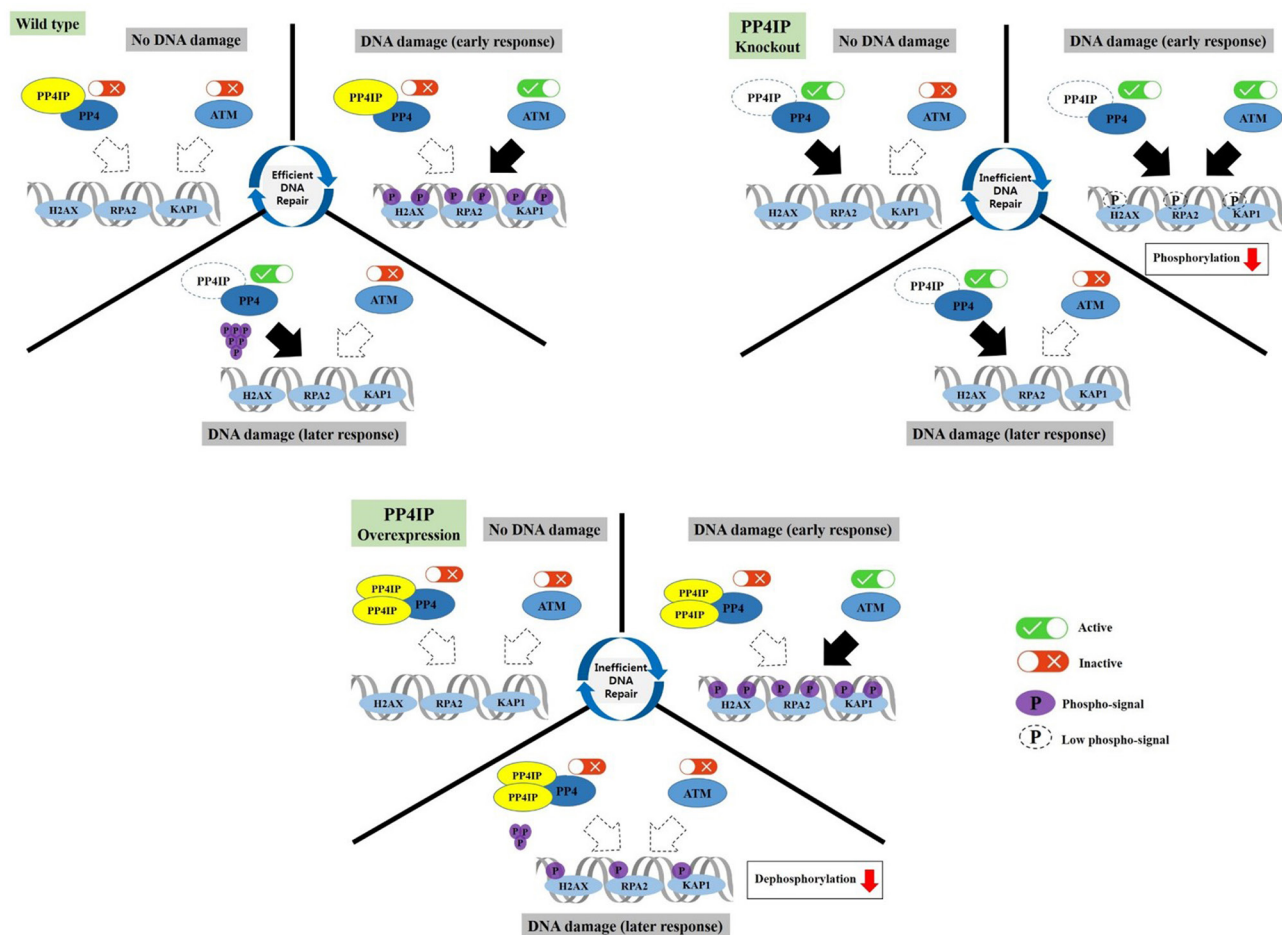 Wild type
No DNA damage
DNA damage (early response)
PP4IP
PP4
ATM
PP4IP
PP4
ATM
H2AX
RPA2
KAP1
Efficient
DNA
Repair
P P P P P P
H2AX
RPA2
KAP1
PP4IP
PP4
ATM
P P P
P P
P
H2AX
RPA2
KAP1
DNA damage (later response)
PP4IP
Knockout
No DNA damage
DNA damage (early response)
PP4IP
PP4
ATM
PP4IP
PP4
ATM
H2AX
RPA2
KAP1
Inefficient
DNA
Repair
P P P
H2AX
RPA2
KAP1
Phosphorylation
PP4IP
PP4
ATM
H2AX
RPA2
KAP1
DNA damage (later response)
PP4IP
Overexpression
No DNA damage
DNA damage (early response)
PP4IP
PP4IP
PP4
ATM
PP4IP
PP4IP
PP4
ATM
H2AX
RPA2
KAP1
Inefficient
DNA
Repair
P P P P P P
H2AX
RPA2
KAP1
PP4IP
PP4IP
PP4
ATM
P P
P
P P P
H2AX
RPA2
KAP1
Dephosphorylation
DNA damage (later response)
Active
Inactive
P Phospho-signal
P Low phospho-signal